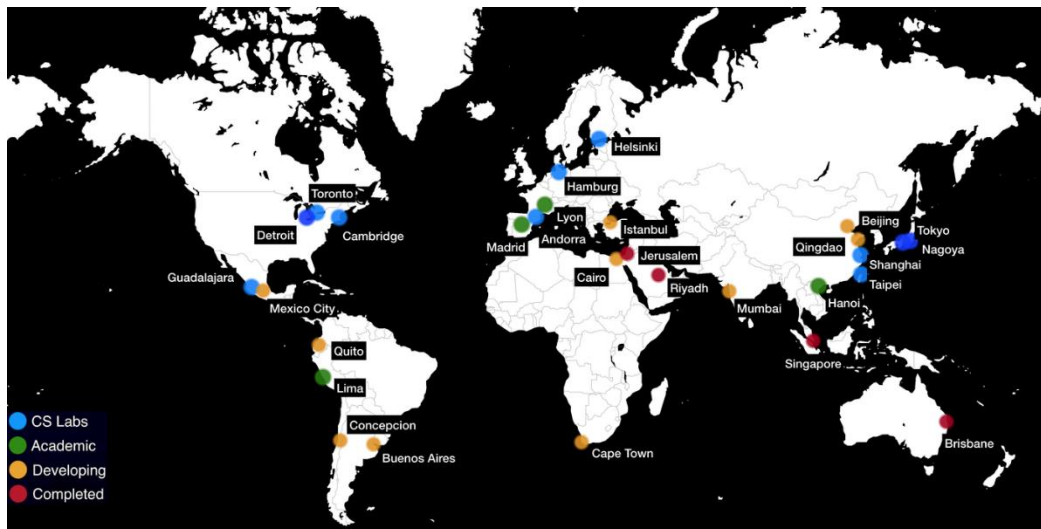 Helsinki
Hamburg
Toronto
Lyon
Beijing
Detroit
Cambridge
Madrid
Andorra
Istanbul
Tokyo
Qingdao
Nagoya
Jerusalem
Shanghai
Guadalajara
Cairo
Riyadh
Taipei
Mexico City
Mumbai
Hanoi
Quito
Singapore
Lima
CS Labs
Concepcion
Academic
Brisbane
Buenos Aires
Cape Town
Developing
Completed